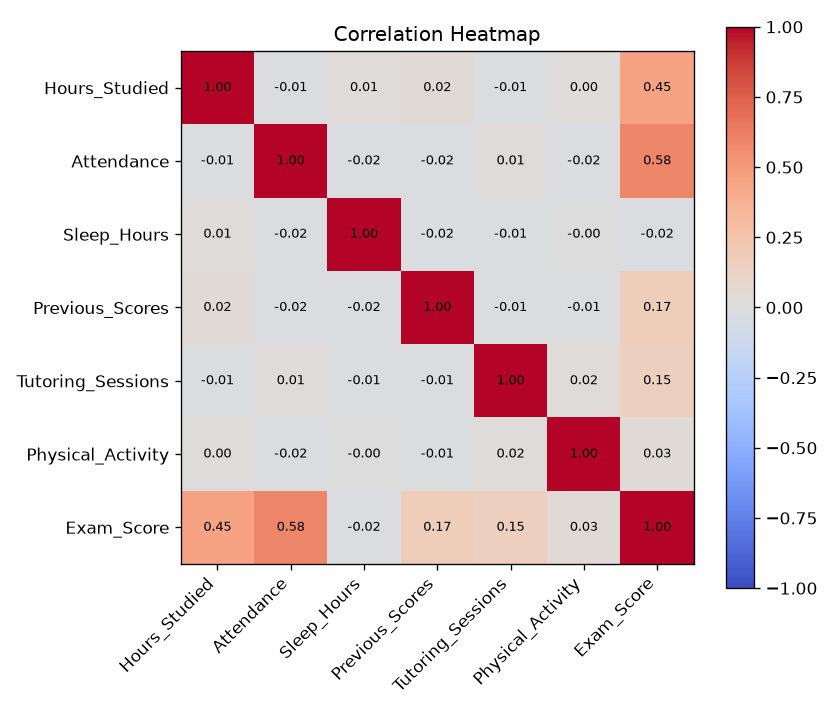 Correlation Heatmap
Hours_Studied 1.00 -0.01 0.01 0.02 -0.01 0.00 0.45
Attendance -0.01 1.00 -0.02 -0.02 0.01 -0.02 0.58
Sleep_Hours 0.01 -0.02 1.00 -0.02 -0.01 -0.00 -0.02
Previous_Scores 0.02 -0.02 -0.02 1.00 -0.01 -0.01 0.17
Tutoring_Sessions -0.01 0.01 -0.01 -0.01 1.00 0.02 0.15
Physical_Activity 0.00 -0.02 -0.00 -0.01 0.02 1.00 0.03
Exam_Score 0.45 0.58 -0.02 0.17 0.15 0.03 1.00
Hours_Studied
Attendance
Sleep_Hours
Previous_Scores
Tutoring_Sessions
Physical_Activity
Exam_Score
1.00
0.75
0.50
0.25
0.00
−0.25
−0.50
−0.75
−1.00